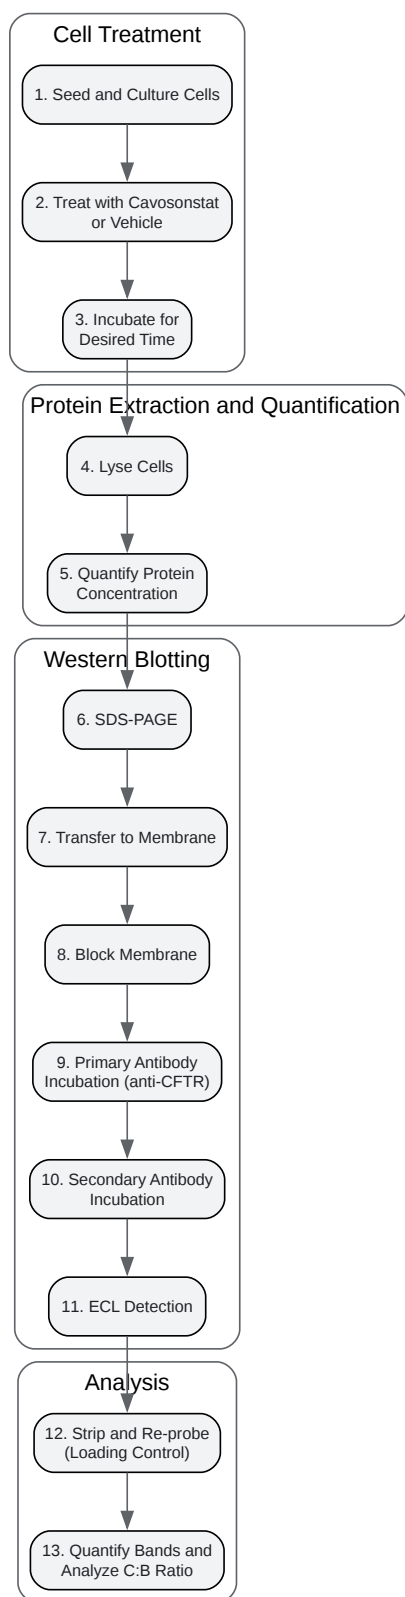 Cell Treatment
1. Seed and Culture Cells
2. Treat with Cavosonstat
or Vehicle
3. Incubate for
Desired Time
Protein Extraction and Quantification
4. Lyse Cells
5. Quantify Protein
Concentration
Western Blotting
6. SDS-PAGE
7. Transfer to Membrane
8. Block Membrane
9. Primary Antibody
Incubation (anti-CFTR)
10. Secondary Antibody
Incubation
11. ECL Detection
Analysis
12. Strip and Re-probe
(Loading Control)
13. Quantify Bands and
Analyze C:B Ratio